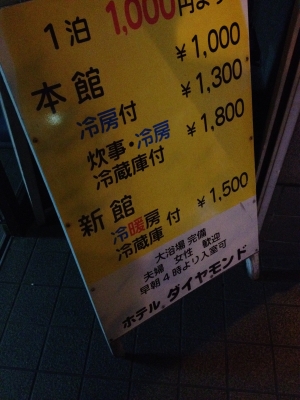 1泊 1,000円より
本館 ¥1,000
冷房付 ¥1,300
炊事・冷房
冷蔵庫付 ¥1,800
新館
冷暖房付
冷蔵庫 ¥1,500
大浴場 完備
夫婦 女性 歓迎
早朝4時より入室可
ホテル ダイヤモンド